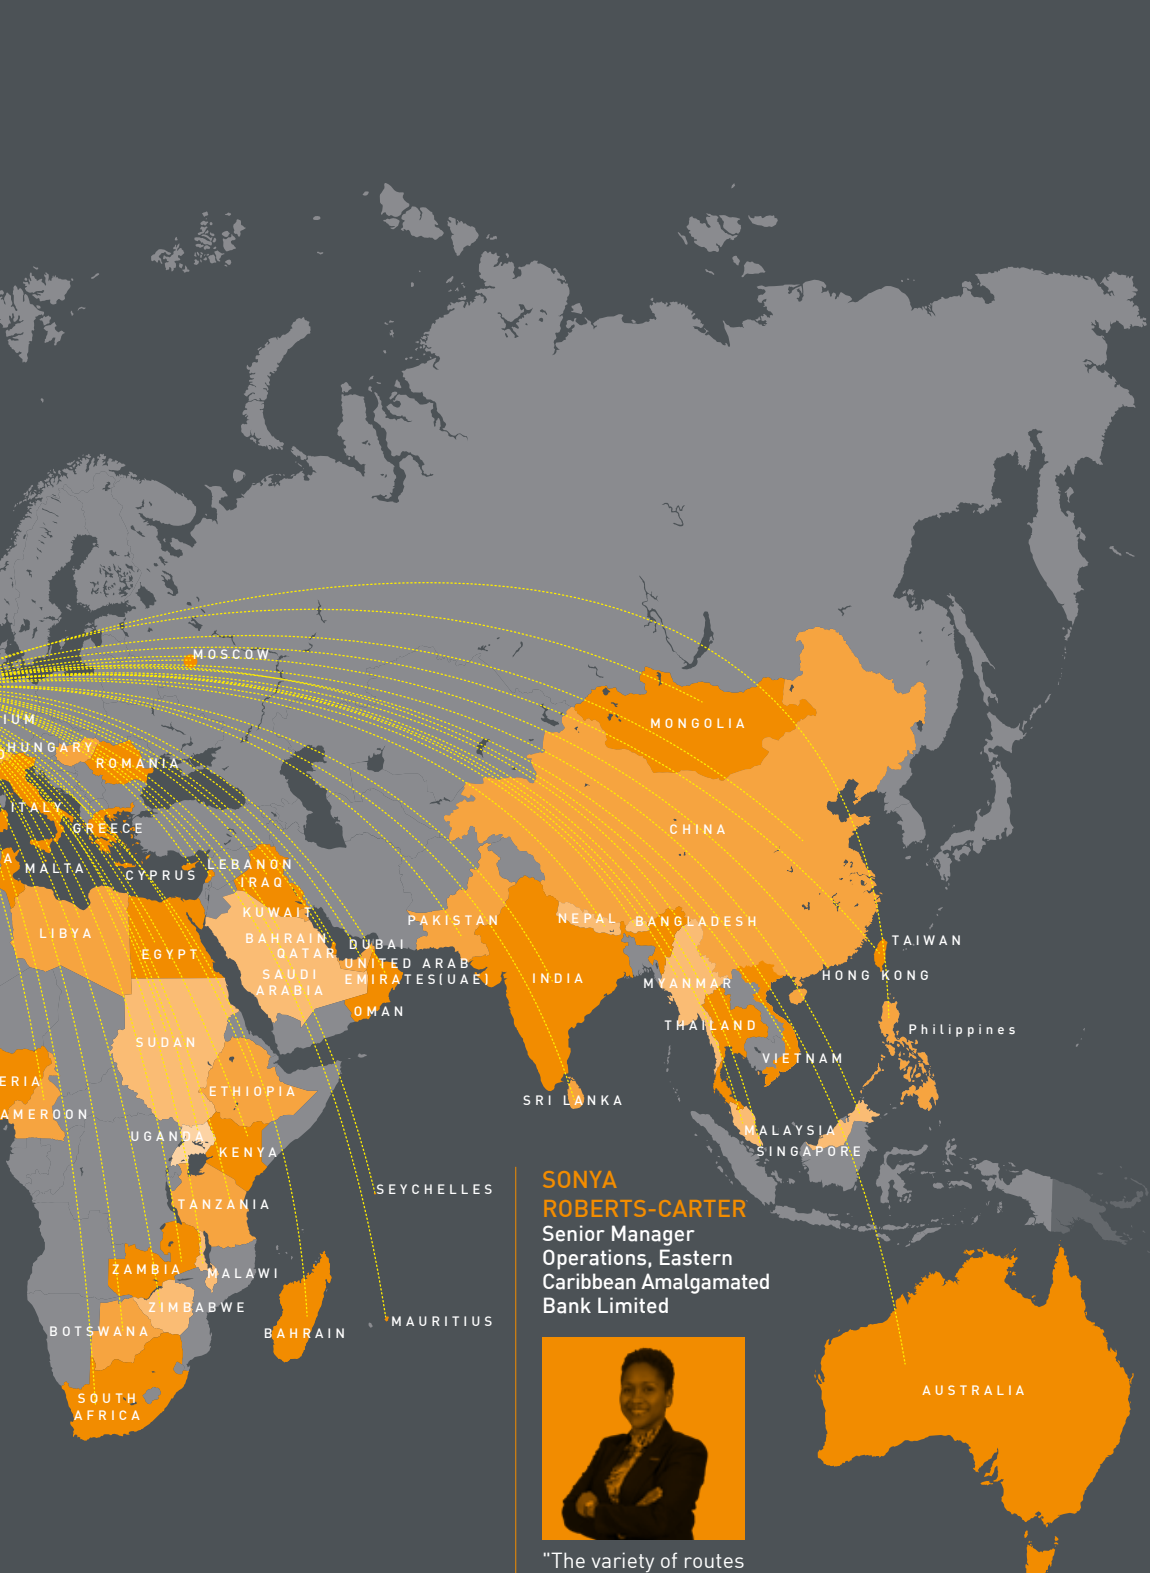 MOSCOW
IUM
HUNGARY
ROMANIA
MONGOLIA
ITALY
GREECE
CHINA
A
MALTA
CYPRUS
LEBANON
IRAQ
KUWAIT
PAKISTAN
NEPAL
BANGLADESH
LIBYA
BAHRAIN
DUBAI
TAIWAN
EGYPT
QATAR
UNITED ARAB
EMIRATES(UAE)
SAUDI
ARABIA
INDIA
MYANMAR
HONG KONG
OMAN
THAILAND
Philippines
SUDAN
VIETNAM
ERIA
ETHIOPIA
SRI LANKA
AMEROON
UGANDA
MALAYSIA
KENYA
SINGAPORE
SEYCHELLES
TANZANIA
ZAMBIA
MALAWI
ZIMBABWE
MAURITIUS
BOTSWANA
BAHRAIN
SOUTH
AFRICA
AUSTRALIA
SONYA
ROBERTS-CARTER
Senior Manager
Operations, Eastern
Caribbean Amalgamated
Bank Limited
"The variety of routes